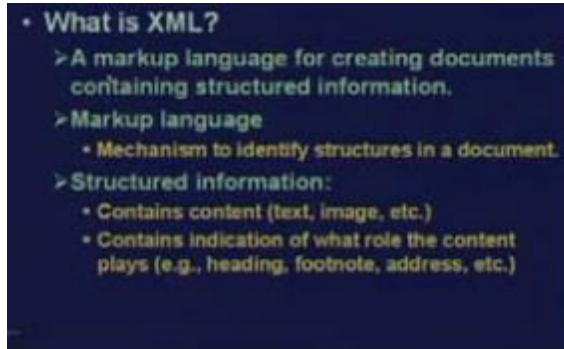 • What is XML?
➢A markup language for creating documents
containing structured information.
➢Markup language
▪ Mechanism to identify structures in a document.
➢Structured information:
▪ Contains content (text, image, etc.)
▪ Contains indication of what role the content
plays (e.g., heading, footnote, address, etc.)